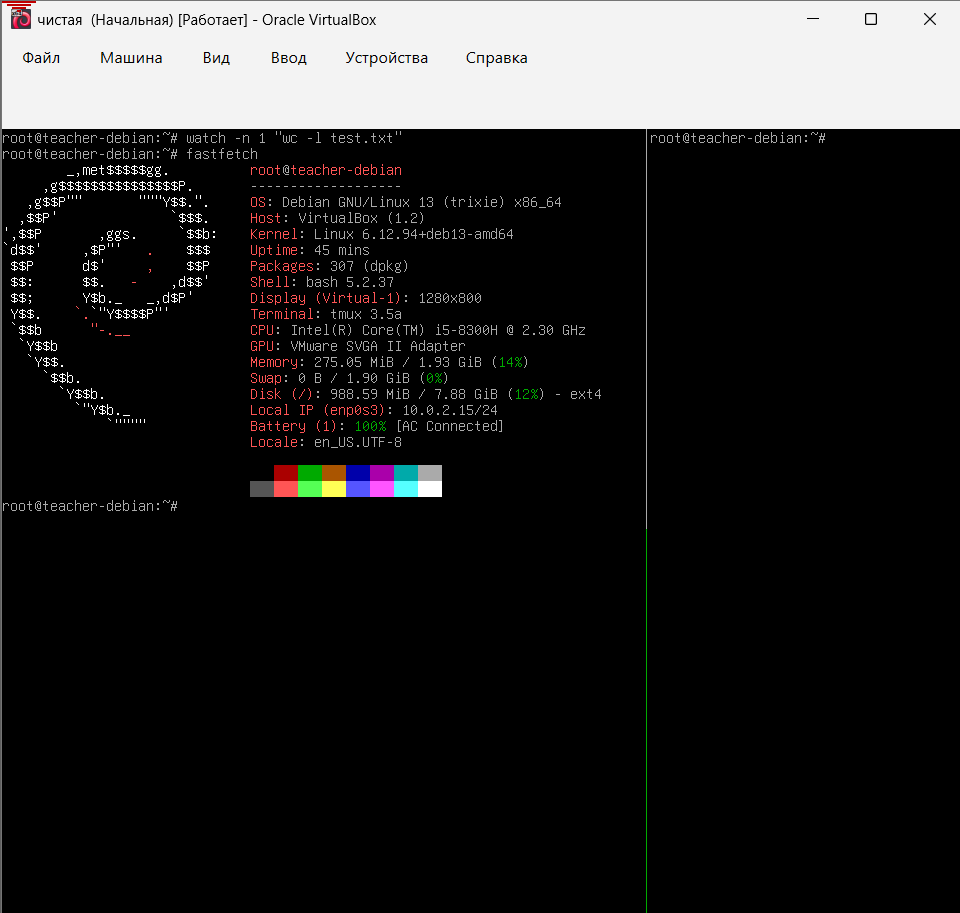 чистая (Начальная) [Работает] - Oracle VirtualBox
Файл Машина Вид Ввод Устройства Справка
root@teacher-debian:~# watch -n 1 "wc -l test.txt"
root@teacher-debian:~# fastfetch
_,met$$$$$gg. root@teacher-debian
,g$$$$$$$$$$$$$$$P. -------------------
,g$$P"" """Y$$.". OS: Debian GNU/Linux 13 (trixie) x86_64
,$$P' `$$$. Host: VirtualBox (1.2)
',$$P ,ggs. `$$b: Kernel: Linux 6.12.94+deb13-amd64
`d$$' ,$P"' . $$$ Uptime: 45 mins
$$P d$' , $$P Packages: 307 (dpkg)
$$: $$. - ,d$$' Shell: bash 5.2.37
$$; Y$b._ _,d$P' Display (Virtual-1): 1280x800
Y$$. `.`"Y$$$$P"' Terminal: tmux 3.5a
`$$b "-.__ CPU: Intel(R) Core(TM) i5-8300H @ 2.30 GHz
`Y$$b GPU: VMware SVGA II Adapter
`Y$$. Memory: 275.05 MiB / 1.93 GiB (14%)
`$$b. Swap: 0 B / 1.90 GiB (0%)
`Y$$b. Disk (/): 988.59 MiB / 7.88 GiB (12%) - ext4
`"Y$b._ Local IP (enp0s3): 10.0.2.15/24
`"""" Battery (1): 100% [AC Connected]
Locale: en_US.UTF-8
root@teacher-debian:~#
root@teacher-debian:~#